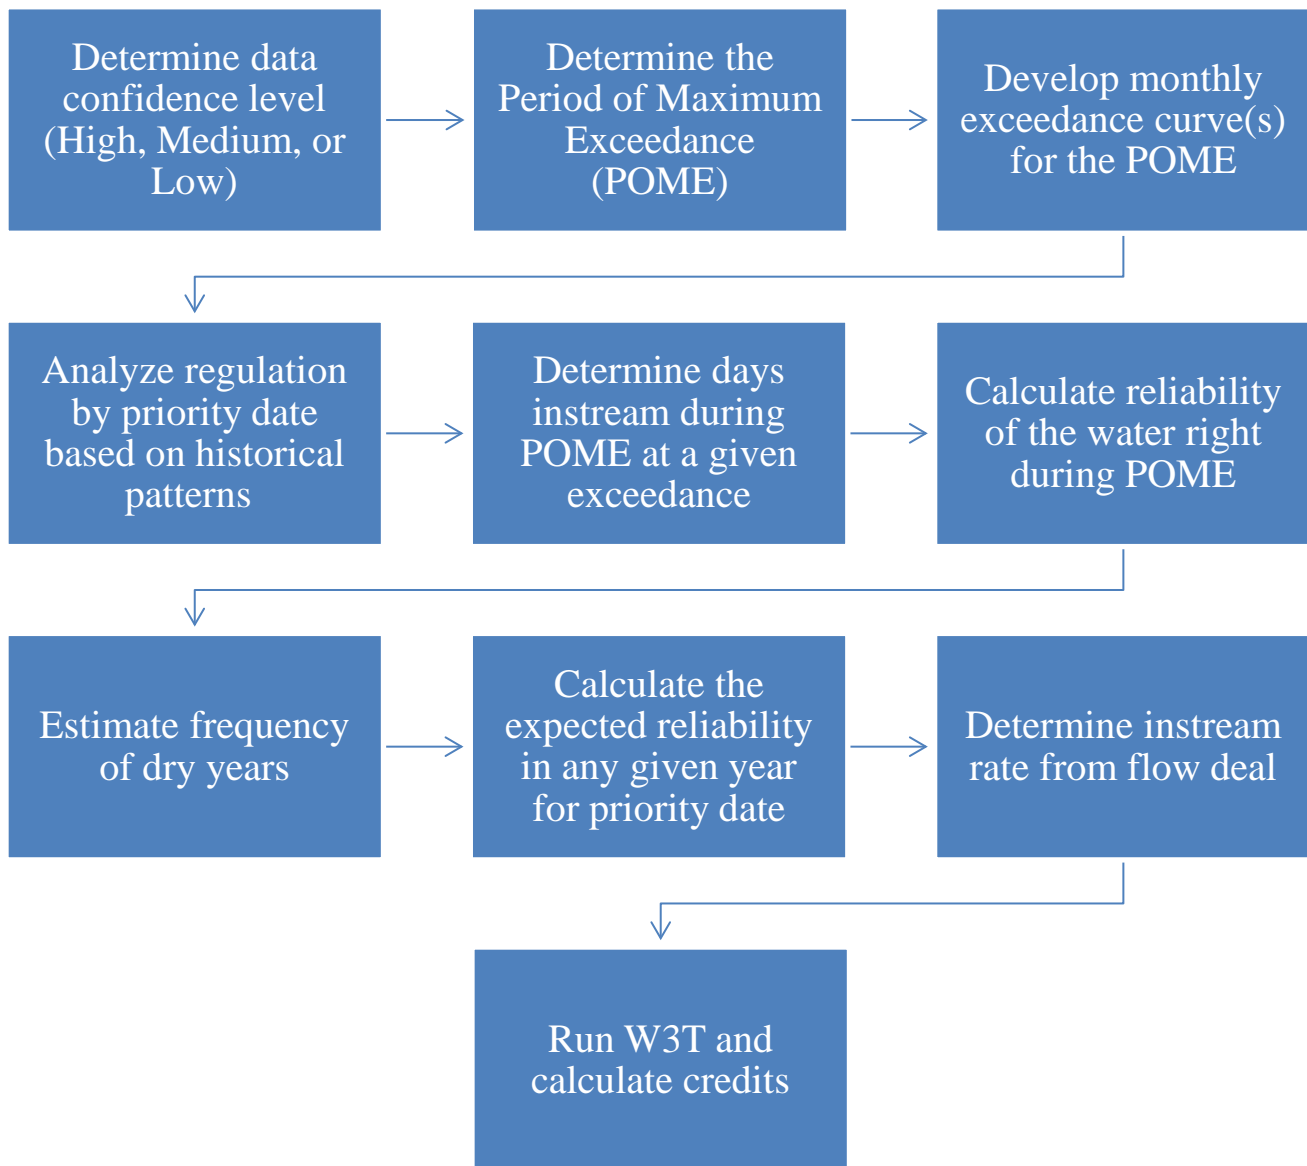 Determine data
confidence level
(High, Medium, or
Low)
Determine the
Period of Maximum
Exceedance
(POME)
Develop monthly
exceedance curve(s)
for the POME
Analyze regulation
by priority date
based on historical
patterns
Determine days
instream during
POME at a given
exceedance
Calculate reliability
of the water right
during POME
Estimate frequency
of dry years
Calculate the
expected reliability
in any given year
for priority date
Determine instream
rate from flow deal
Run W3T and
calculate credits